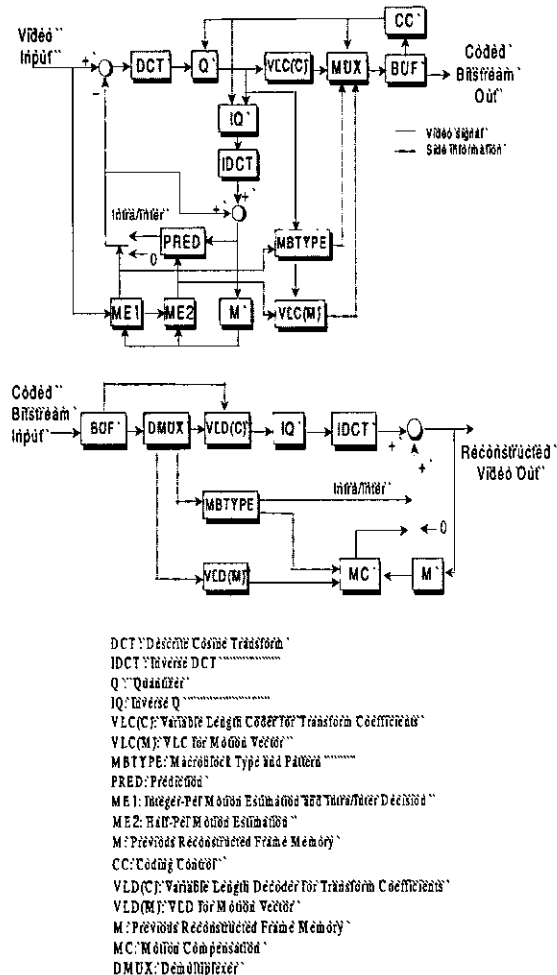 Video
Input
+
-
DCT
Q
VLC(C)
MUX
CC
BUF
Coded
Bitstream
Out
IQ
Video signal
Side Information
IDCT
+
+
Intra/Inter
PRED
0
MBTYPE
ME1
ME2
M
VLC(M)
Coded
Bitstream
Input
BUF
DMUX
VLD(C)
IQ
IDCT
+
+
Reconstructed
Video Out
Intra/Inter
MBTYPE
0
VLD(M)
MC
M
DCT: Descrite Cosine Transform
IDCT: Inverse DCT
Q: Quantizer
IQ: Inverse Q
VLC(C): Variable Length Coder for Transform Coefficients
VLC(M): VLC for Motion Vector
MBTYPE: Macroblock Type and Pattern
PRED: Prediction
ME1: Integer-Pel Motion Estimation and Intra/Inter Decision
ME2: Half-Pel Motion Estimation
M: Previous Reconstructed Frame Memory
CC: Coding Control
VLD(C): Variable Length Decoder for Transform Coefficients
VLD(M): VLD for Motion Vector
M: Previous Reconstructed Frame Memory
MC: Motion Compensation
DMUX: Demultiplexer